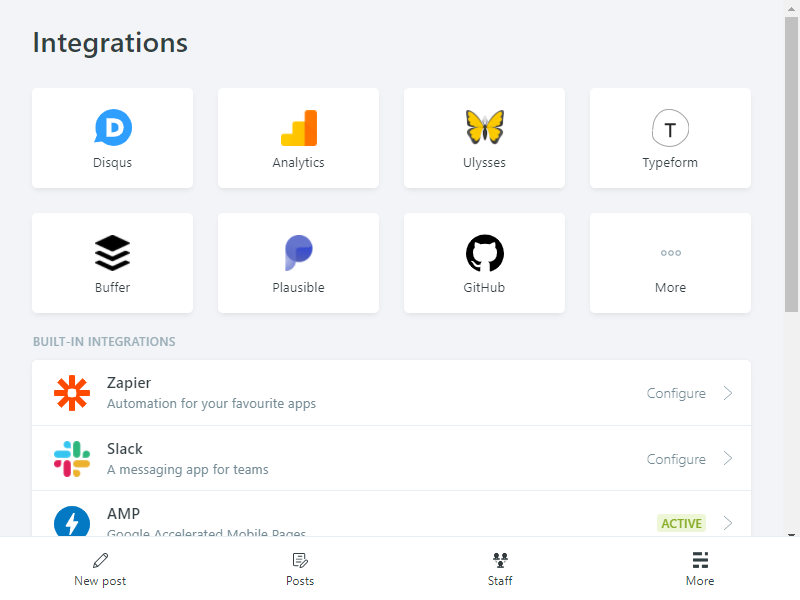 Integrations
Disqus
Analytics
Ulysses
T
Typeform
Buffer
Plausible
GitHub
More
BUILT-IN INTEGRATIONS
Zapier
Automation for your favourite apps
Configure
Slack
A messaging app for teams
Configure
AMP
Google Accelerated Mobile Pages
ACTIVE
New post
Posts
Staff
More